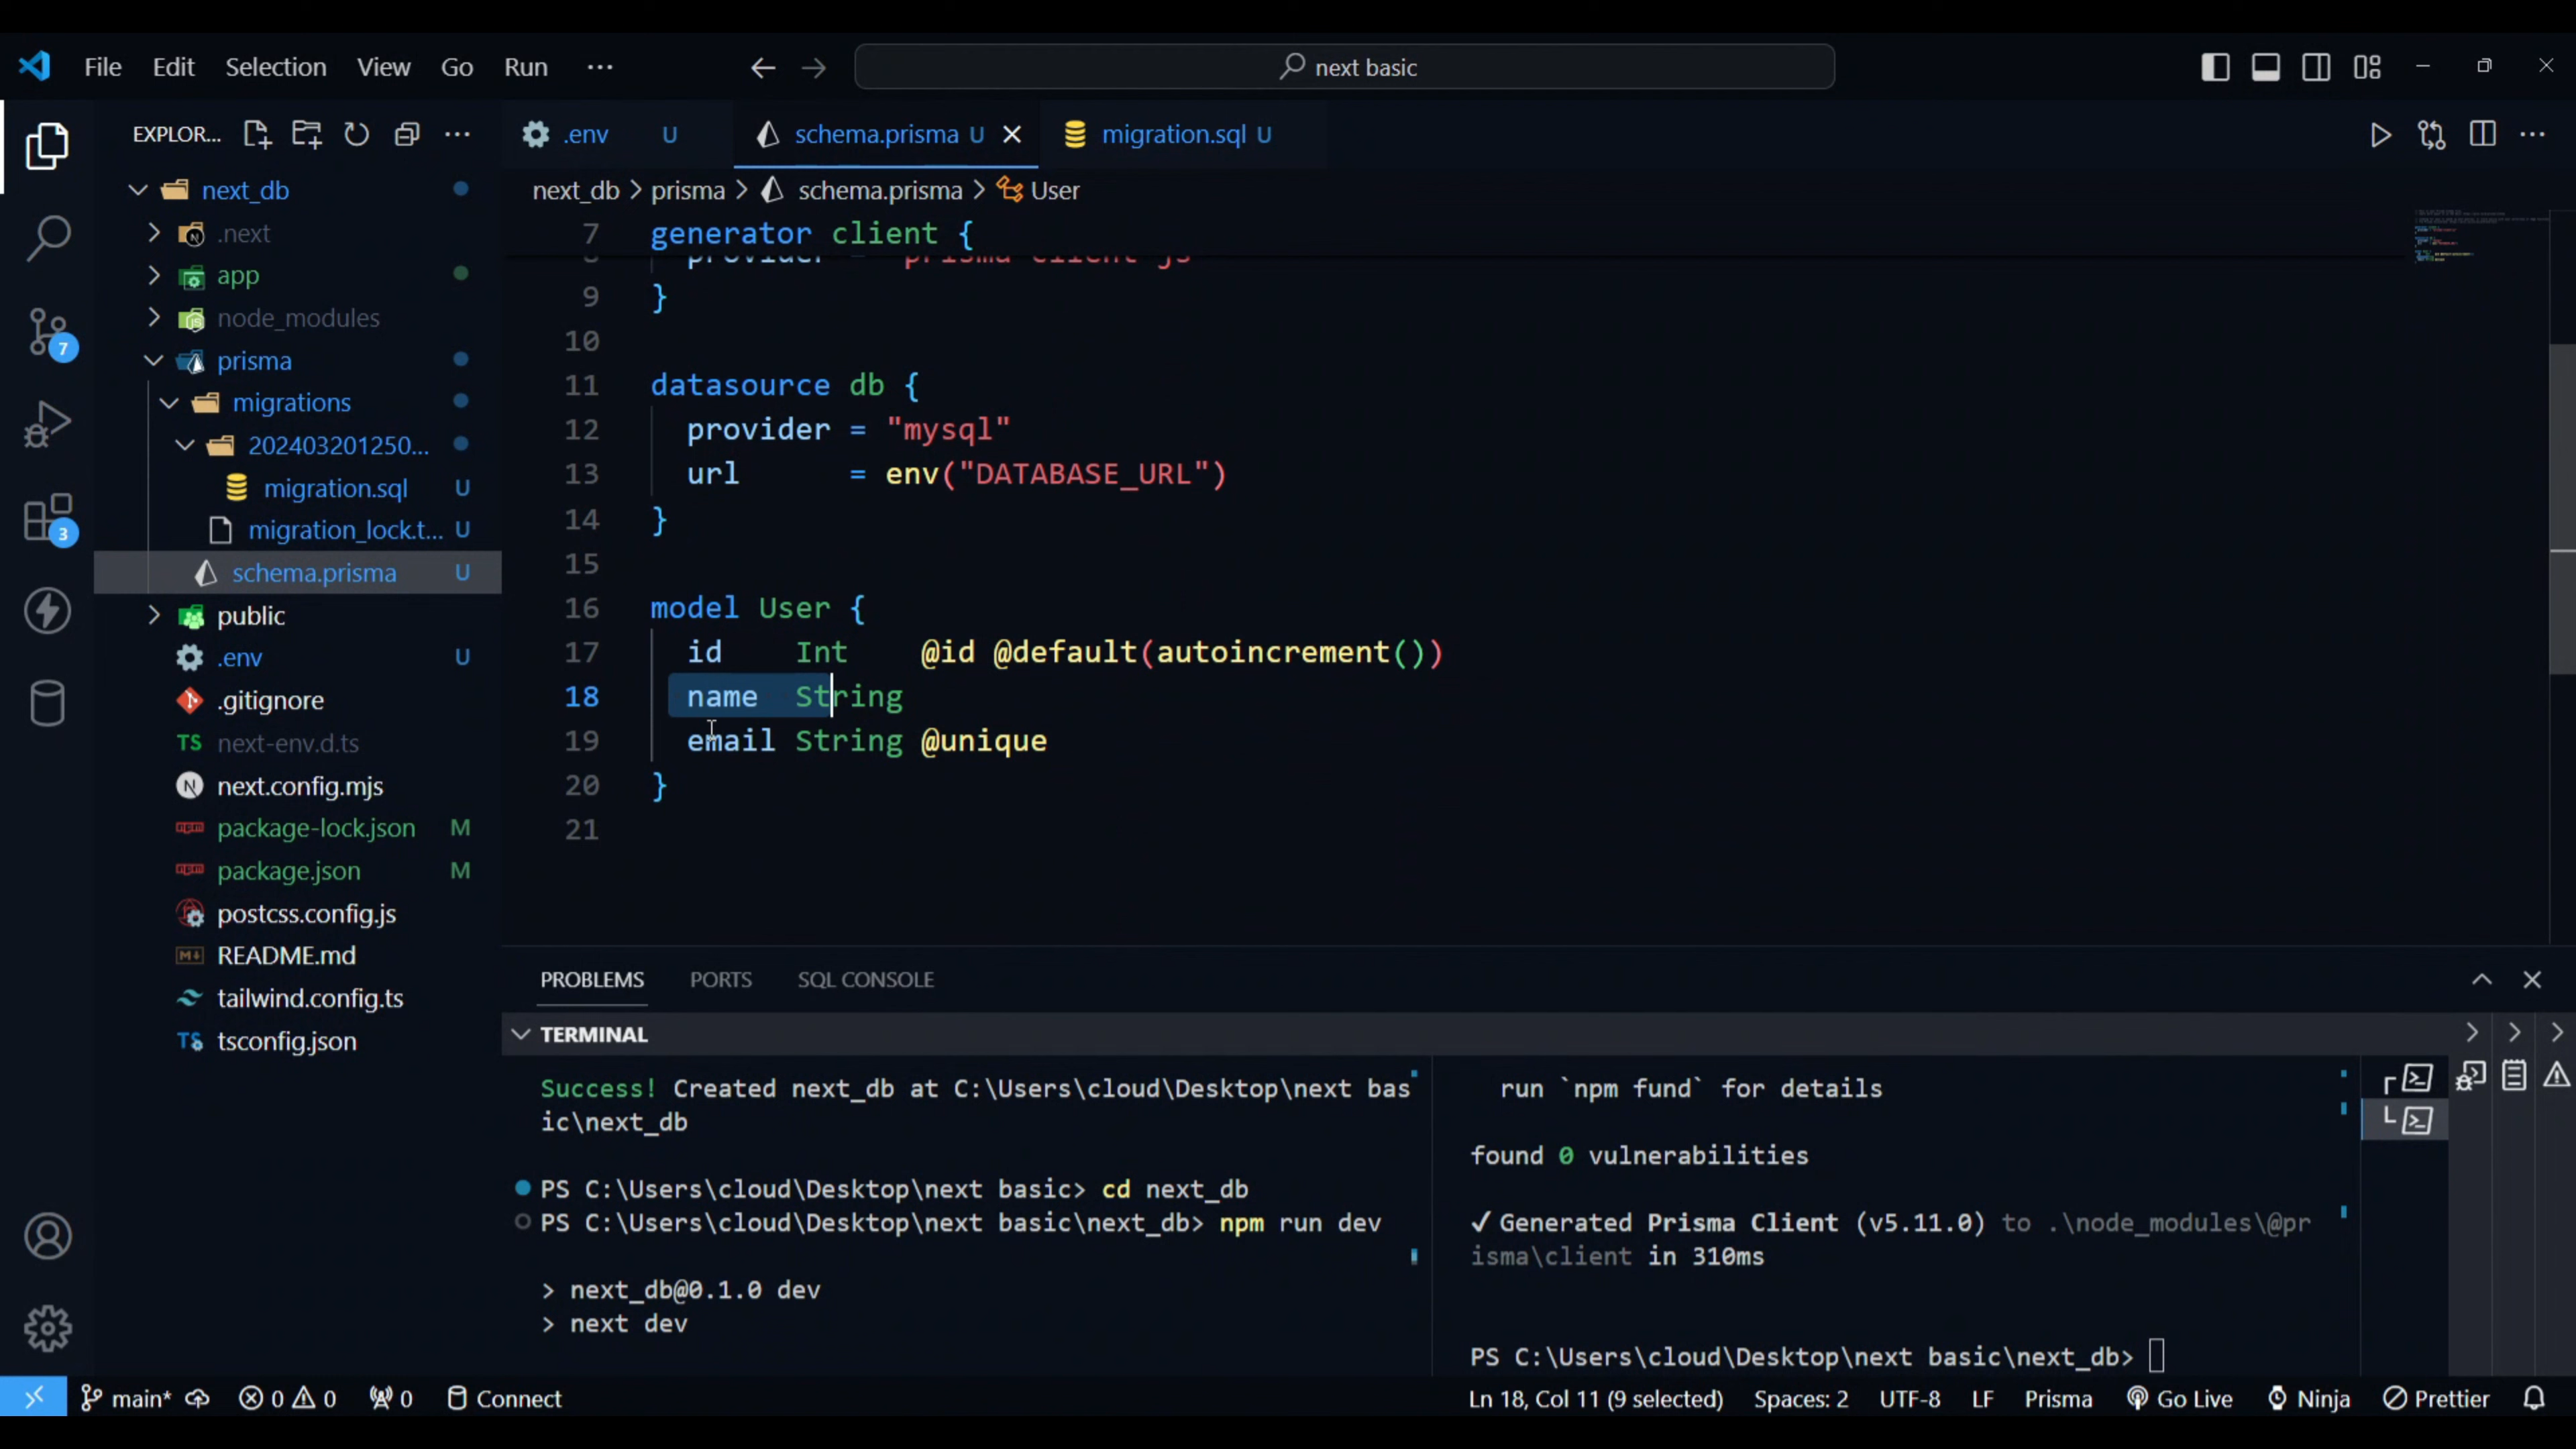 File Edit Selection View Go Run ···
next basic
EXPLOR...
next_db
.next
app
node_modules
prisma
migrations
202403201250...
migration.sql U
migration_lock.t... U
schema.prisma U
public
.env U
.gitignore
TS next-env.d.ts
next.config.mjs
package-lock.json M
package.json M
postcss.config.js
README.md
tailwind.config.ts
TS tsconfig.json
7
3
.env U
schema.prisma U
migration.sql U
next_db > prisma > schema.prisma > User
7 generator client {
8 provider = "prisma-client-js"
9 }
10
11 datasource db {
12 provider = "mysql"
13 url = env("DATABASE_URL")
14 }
15
16 model User {
17 id Int @id @default(autoincrement())
18 name String
19 email String @unique
20 }
21
PROBLEMS PORTS SQL CONSOLE
TERMINAL
Success! Created next_db at C:\Users\cloud\Desktop\next bas
ic\next_db
PS C:\Users\cloud\Desktop\next basic> cd next_db
PS C:\Users\cloud\Desktop\next basic\next_db> npm run dev
> next_db@0.1.0 dev
> next dev
run `npm fund` for details
found 0 vulnerabilities
✔ Generated Prisma Client (v5.11.0) to .\node_modules\@pr
isma\client in 310ms
PS C:\Users\cloud\Desktop\next basic\next_db>
main* 0 0 0 Connect
Ln 18, Col 11 (9 selected) Spaces: 2 UTF-8 LF Prisma Go Live Ninja Prettier